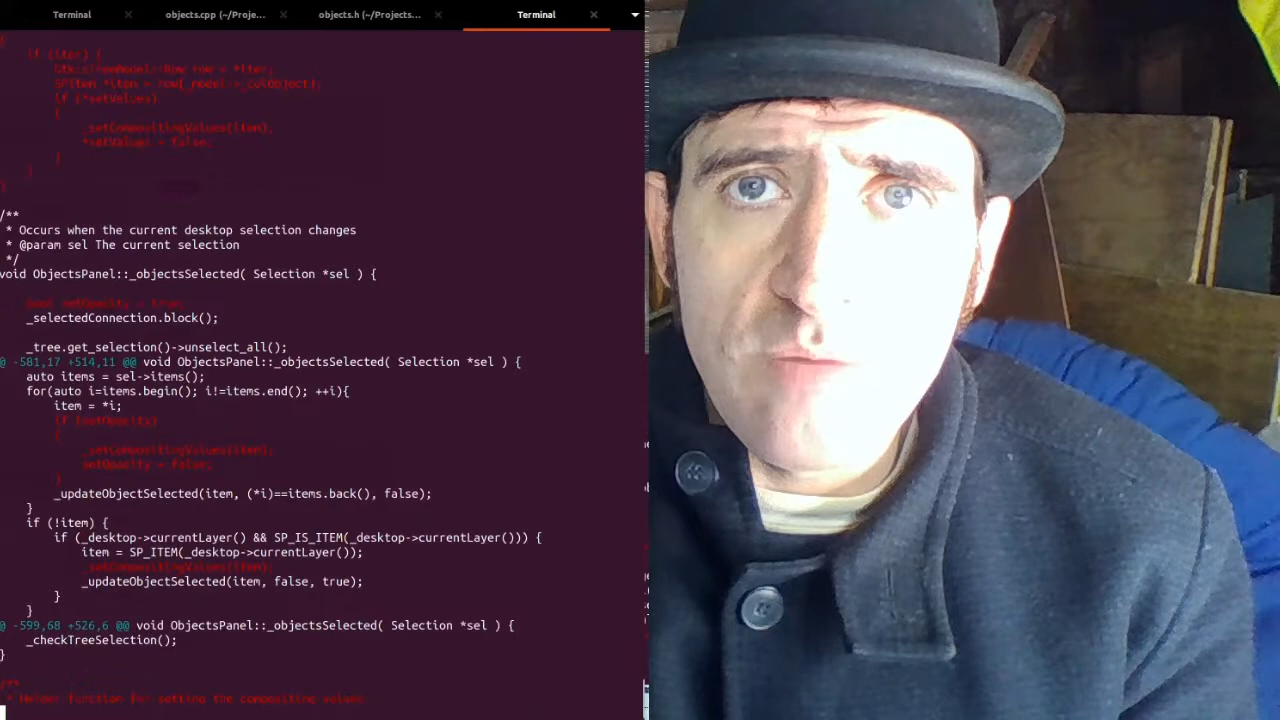 Terminal
objects.cpp (~/Proje...
objects.h (~/Projects...
Terminal
{
if (item) {
Gtk::TreeModel::Row row = *iter;
SPItem *item = row[_model->_colObject];
if (*setValues)
{
_setCompositingValues(item);
*setValues = false;
}
}
}
/**
* Occurs when the current desktop selection changes
* @param sel The current selection
*/
void ObjectsPanel::_objectsSelected( Selection *sel ) {
bool setOpacity = true;
_selectedConnection.block();
_tree.get_selection()->unselect_all();
@ -581,17 +514,11 @@ void ObjectsPanel::_objectsSelected( Selection *sel ) {
auto items = sel->items();
for(auto i=items.begin(); i!=items.end(); ++i){
item = *i;
if (setOpacity)
{
_setCompositingValues(item);
setOpacity = false;
}
_updateObjectSelected(item, (*i)==items.back(), false);
}
if (!item) {
if (_desktop->currentLayer() && SP_IS_ITEM(_desktop->currentLayer())) {
item = SP_ITEM(_desktop->currentLayer());
_setCompositingValues(item);
_updateObjectSelected(item, false, true);
}
}
@ -599,68 +526,6 @@ void ObjectsPanel::_objectsSelected( Selection *sel ) {
_checkTreeSelection();
}
/**
* Helper function for setting the compositing values